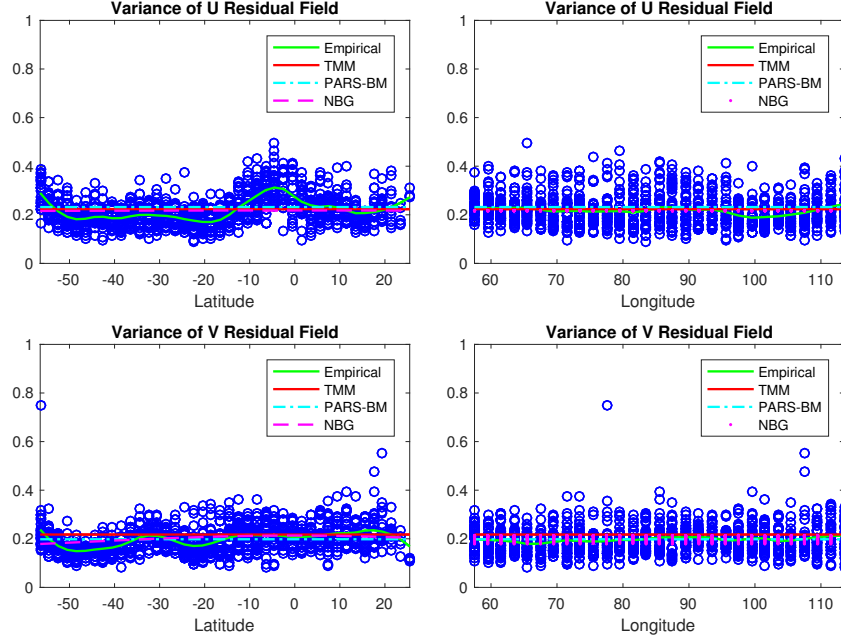 Variance of U Residual Field
1
0.8
0.6
0.4
0.2
0
-50 -40 -30 -20 -10 0 10 20
Latitude
Empirical
TMM
PARS-BM
NBG
Variance of U Residual Field
1
0.8
0.6
0.4
0.2
0
60 70 80 90 100 110
Longitude
Empirical
TMM
PARS-BM
NBG
Variance of V Residual Field
1
0.8
0.6
0.4
0.2
0
-50 -40 -30 -20 -10 0 10 20
Latitude
Empirical
TMM
PARS-BM
NBG
Variance of V Residual Field
1
0.8
0.6
0.4
0.2
0
60 70 80 90 100 110
Longitude
Empirical
TMM
PARS-BM
NBG